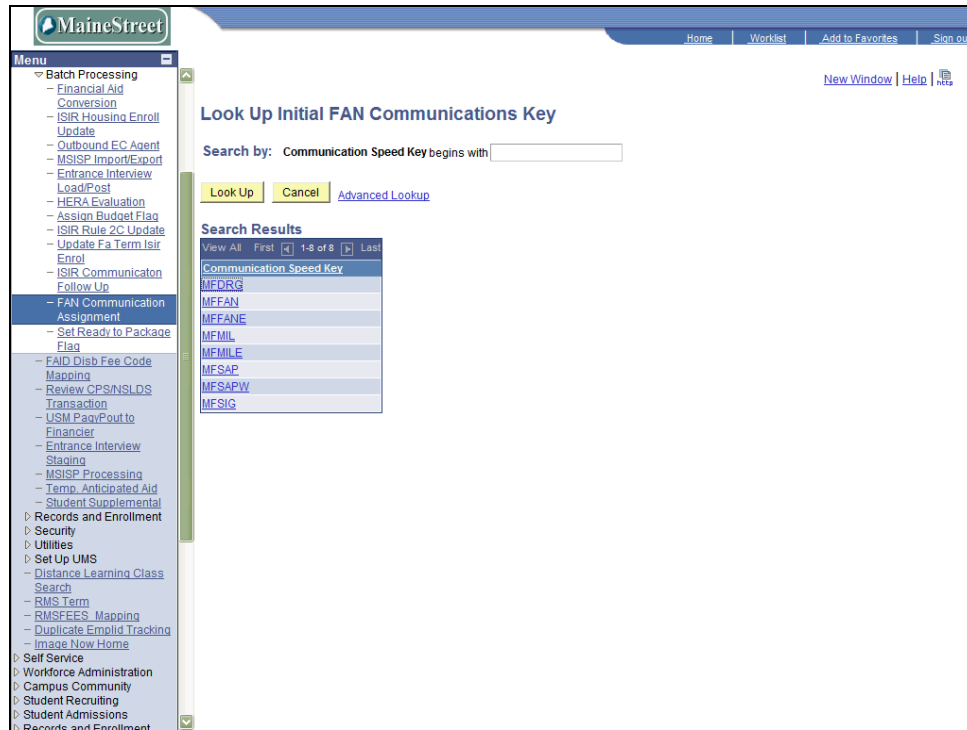 MaineStreet
Home
Worklist
Add to Favorites
Sign ou
Menu
Batch Processing
Financial Aid
Conversion
ISIR Housing Enroll
Update
Outbound EC Agent
MSISP Import/Export
Entrance Interview
Load/Post
HERA Evaluation
Assign Budget Flag
ISIR Rule 2C Update
Update Fa Term Isir
Enrol
ISIR Communicaton
Follow Up
FAN Communication
Assignment
Set Ready to Package
Flag
FAID Disb Fee Code
Mapping
Review CPS/NSLDS
Transaction
USM PagyPout to
Financier
Entrance Interview
Staging
MSISP Processing
Temp. Anticipated Aid
Student Supplemental
Records and Enrollment
Security
Utilities
Set Up UMS
Distance Learning Class
Search
RMS Term
RMSFEES_Mapping
Duplicate Emplid Tracking
Image Now Home
Self Service
Workforce Administration
Campus Community
Student Recruiting
Student Admissions
Records and Enrollment
New Window | Help | http
Look Up Initial FAN Communications Key
Search by: Communication Speed Key begins with
Look Up Cancel Advanced Lookup
Search Results
View All First 1-8 of 8 Last
Communication Speed Key
MFDRG
MFFAN
MFFANE
MFMIL
MFMILE
MFSAP
MFSAPW
MFSIG